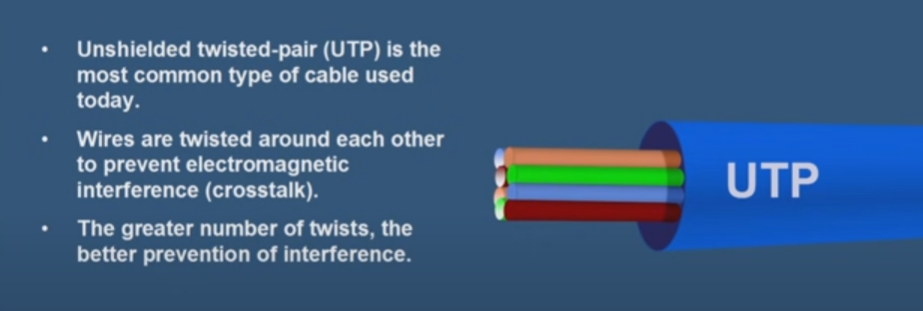 • Unshielded twisted-pair (UTP) is the
most common type of cable used
today.
• Wires are twisted around each other
to prevent electromagnetic
interference (crosstalk).
• The greater number of twists, the
better prevention of interference.
UTP